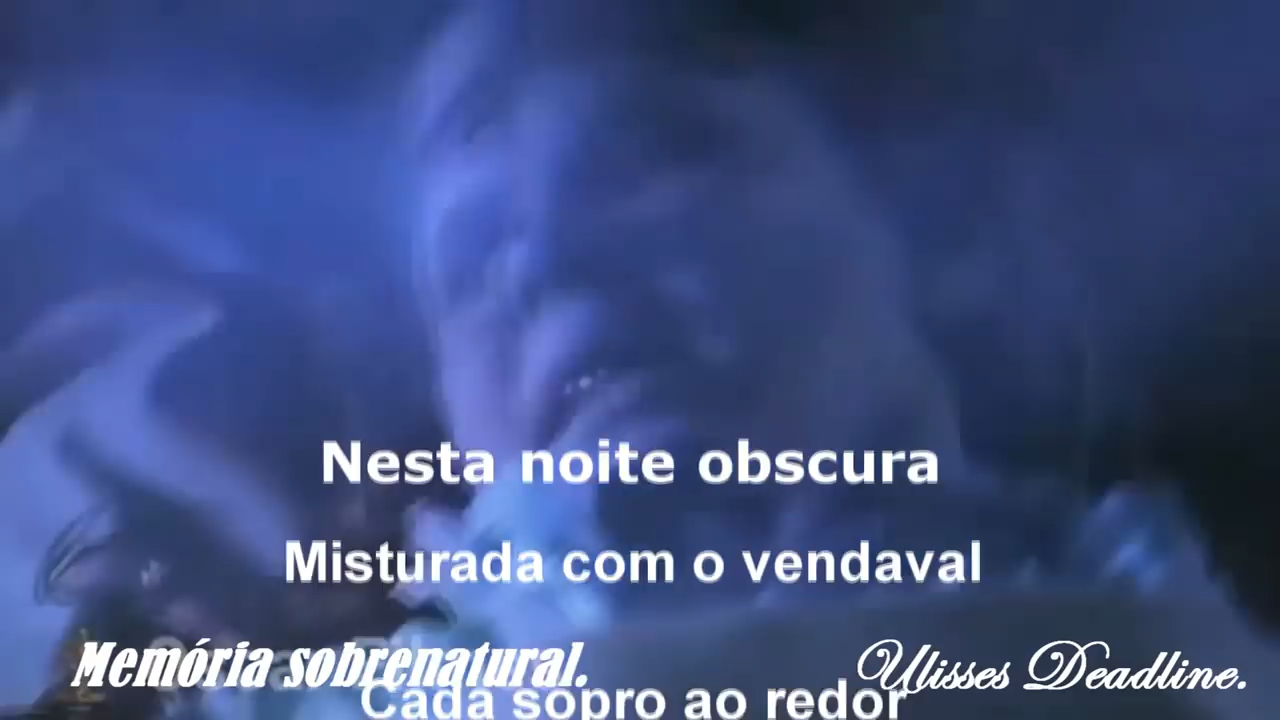 Nesta noite obscura
Misturada com o vendaval
Memória sobrenatural.
Ulisses Deadline.
Cada sopro ao redor